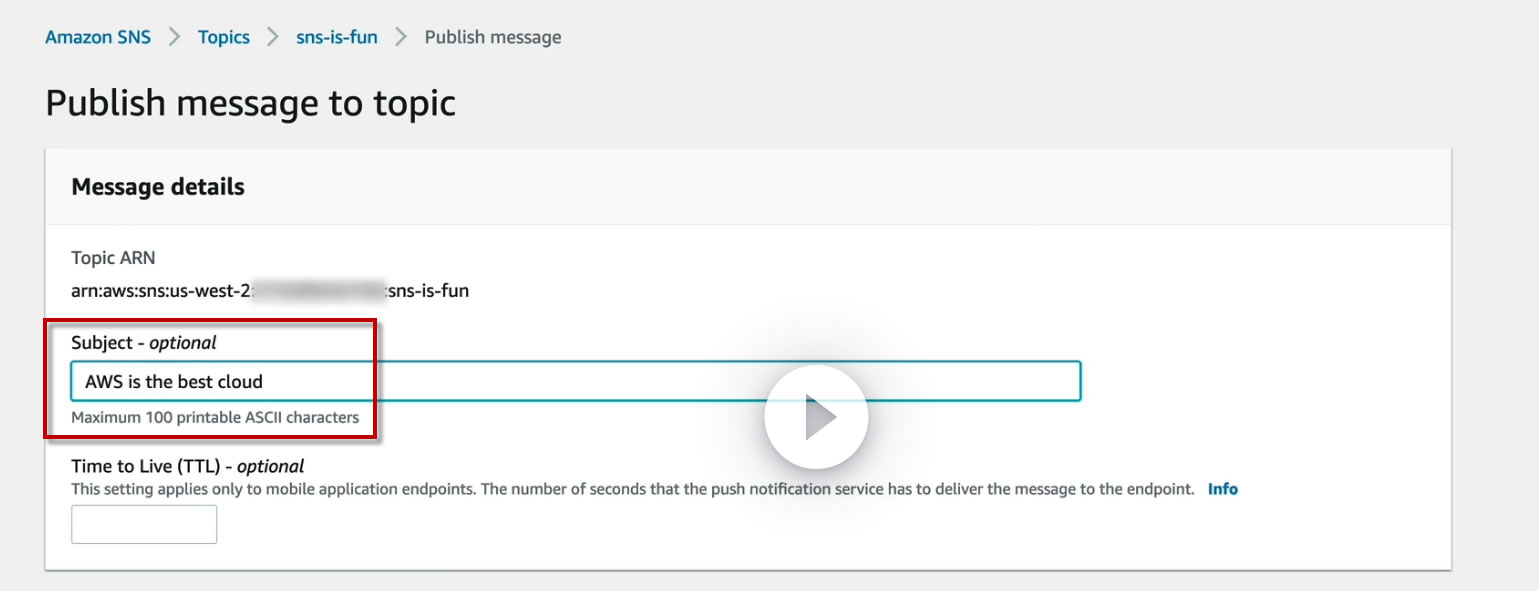 Amazon SNS > Topics > sns-is-fun > Publish message
Publish message to topic
Message details
Topic ARN
arn:aws:sns:us-west-2: :sns-is-fun
Subject - optional
AWS is the best cloud
Maximum 100 printable ASCII characters
Time to Live (TTL) - optional
This setting applies only to mobile application endpoints. The number of seconds that the push notification service has to deliver the message to the endpoint. Info